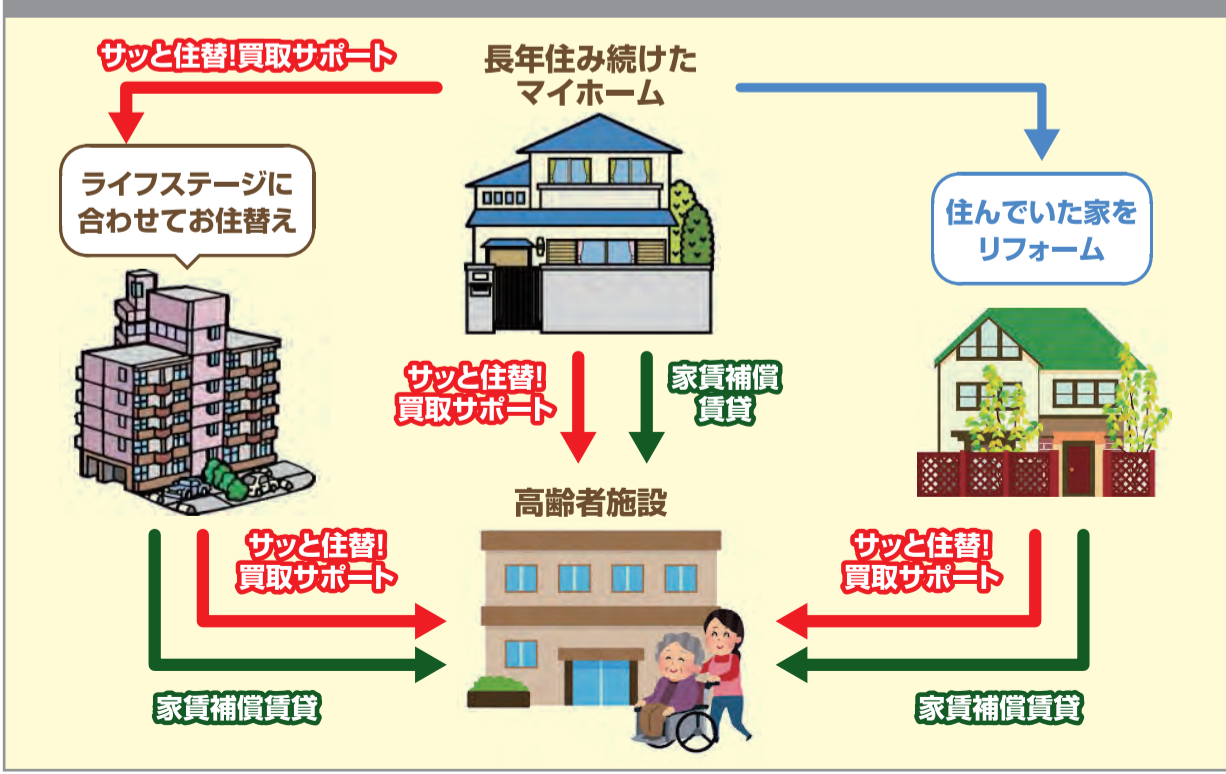 サッと住替!買取サポート
長年住み続けた
マイホーム
ライフステージに
合わせてお住替え
住んでいた家を
リフォーム
サッと住替!
買取サポート
家賃補償
賃貸
高齢者施設
サッと住替!
買取サポート
サッと住替!
買取サポート
家賃補償賃貸
家賃補償賃貸